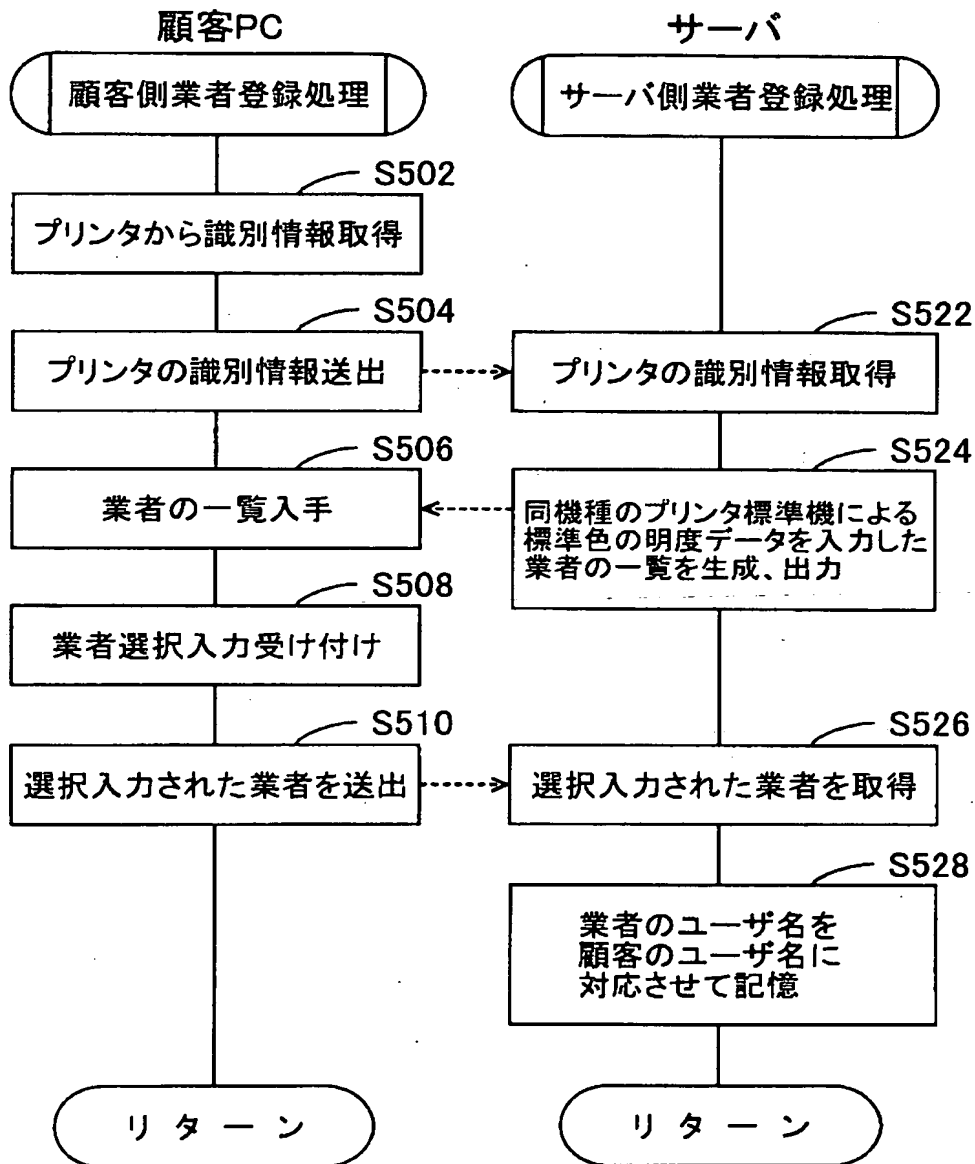 顧客PC
サーバ
顧客側業者登録処理
サーバ側業者登録処理
S502
プリンタから識別情報取得
S504
プリンタの識別情報送出
S522
プリンタの識別情報取得
S506
業者の一覧入手
S524
同機種のプリンタ標準機による
標準色の明度データを入力した
業者の一覧を生成、出力
S508
業者選択入力受け付け
S510
選択入力された業者を送出
S526
選択入力された業者を取得
S528
業者のユーザ名を
顧客のユーザ名に
対応させて記憶
リターン
リターン